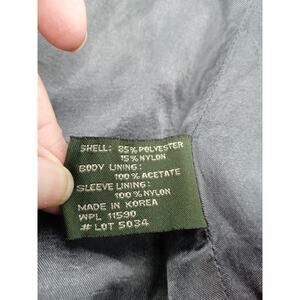 SHELL: 85% POLYESTER
15% NYLON
BODY LINING:
100% ACETATE
SLEEVE LINING:
100% NYLON
MADE IN KOREA
WPL 11590
# LOT 5034